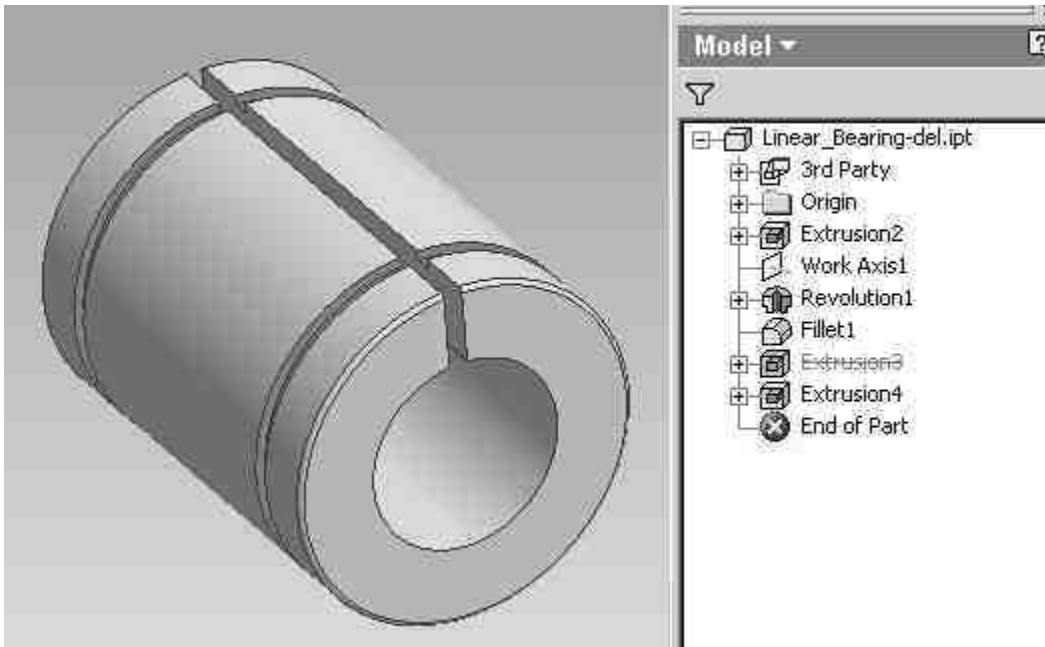 Model
?
Linear_Bearing-del.ipt
3rd Party
Origin
Extrusion2
Work Axis1
Revolution1
Fillet1
Extrusion3
Extrusion4
End of Part